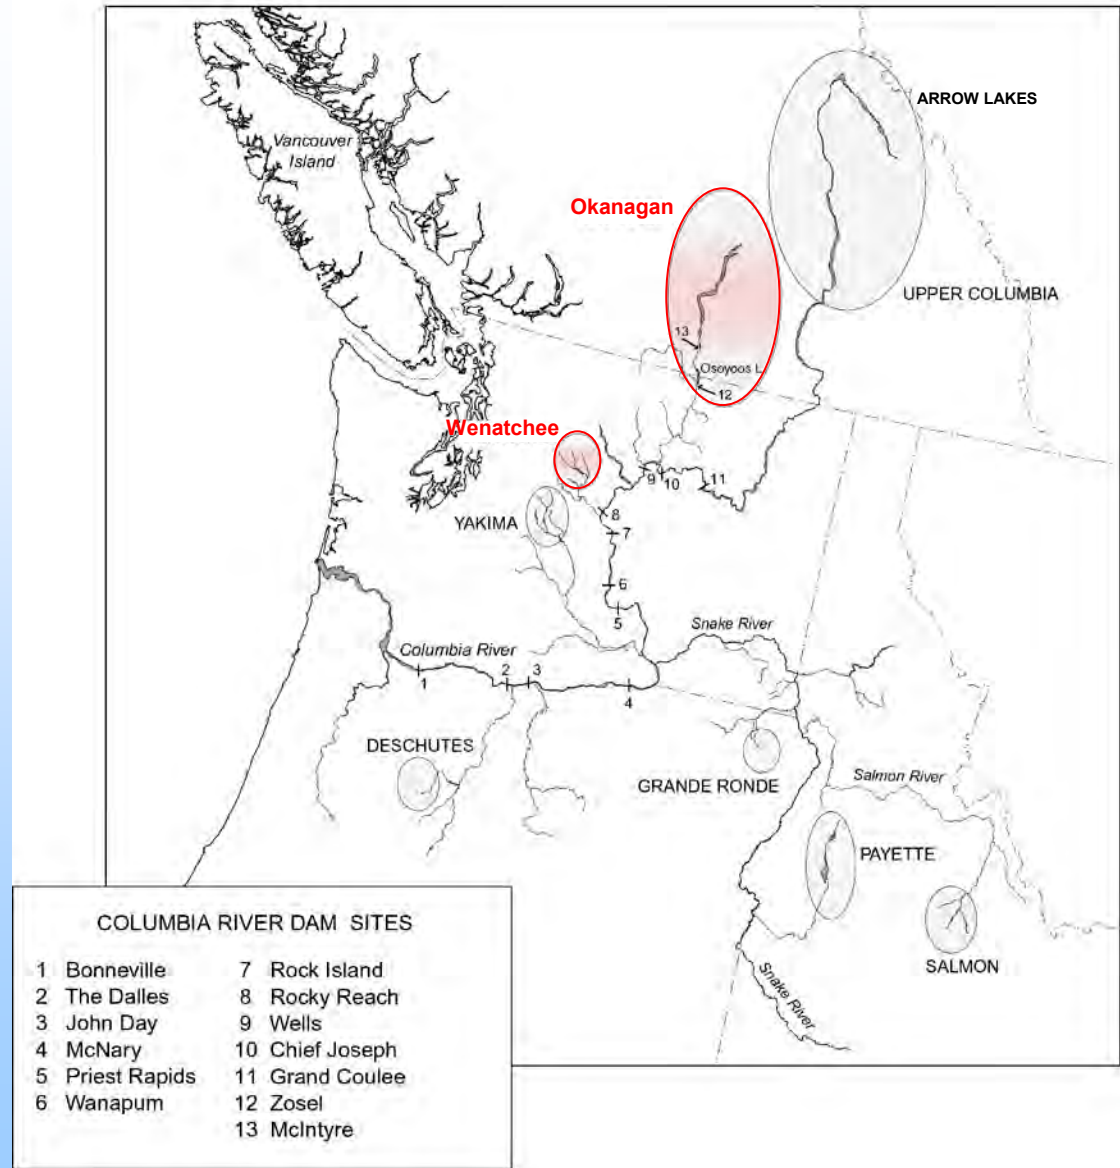 Vancouver
Island
ARROW LAKES
Okanagan
UPPER COLUMBIA
13
Osoyoos L.
12
Wenatchee
9
10
11
8
YAKIMA
7
6
5
Snake River
Columbia River
1
2
3
4
DESCHUTES
GRANDE RONDE
Salmon River
PAYETTE
SALMON
Snake River
COLUMBIA RIVER DAM SITES
1 Bonneville
2 The Dalles
3 John Day
4 McNary
5 Priest Rapids
6 Wanapum
7 Rock Island
8 Rocky Reach
9 Wells
10 Chief Joseph
11 Grand Coulee
12 Zosel
13 McIntyre